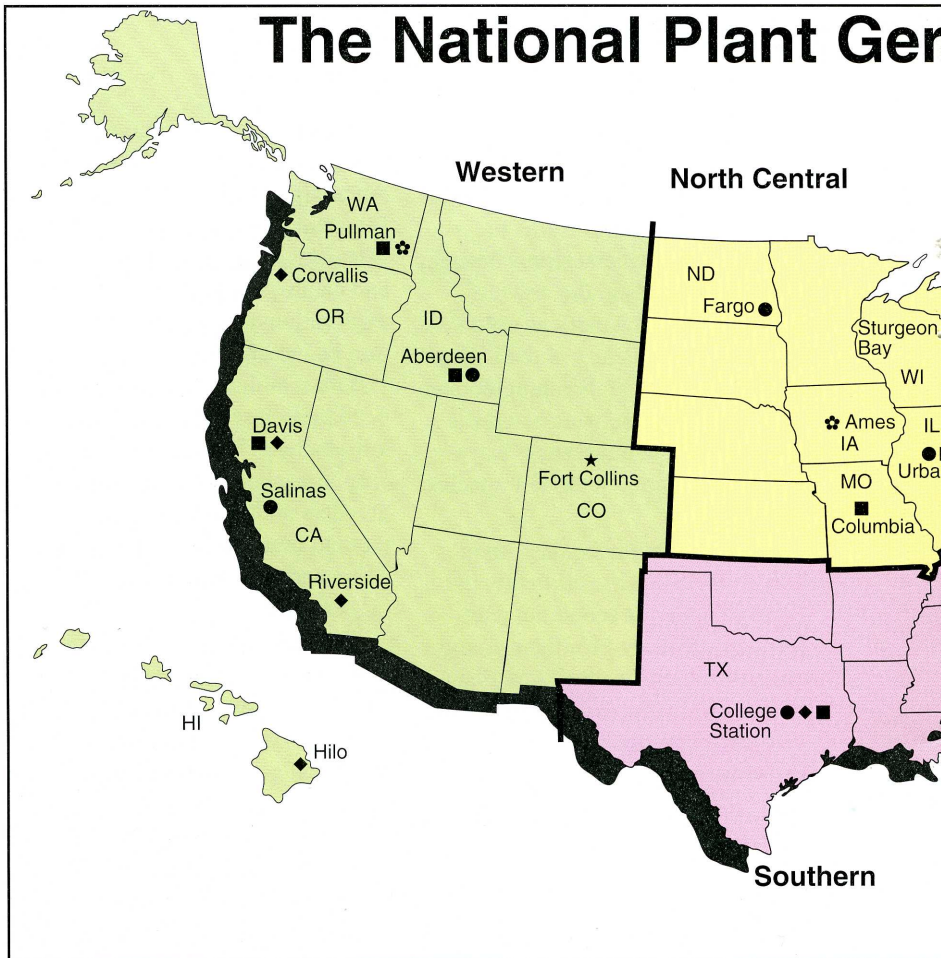 The National Plant Ger
Western
North Central
WA
Pullman
Corvallis
OR
ID
Aberdeen
ND
Fargo
Sturgeon
Bay
WI
Davis
Salinas
CA
Riverside
Fort Collins
CO
Ames
IA
IL
Urba
MO
Columbia
TX
College
Station
HI
Hilo
Southern